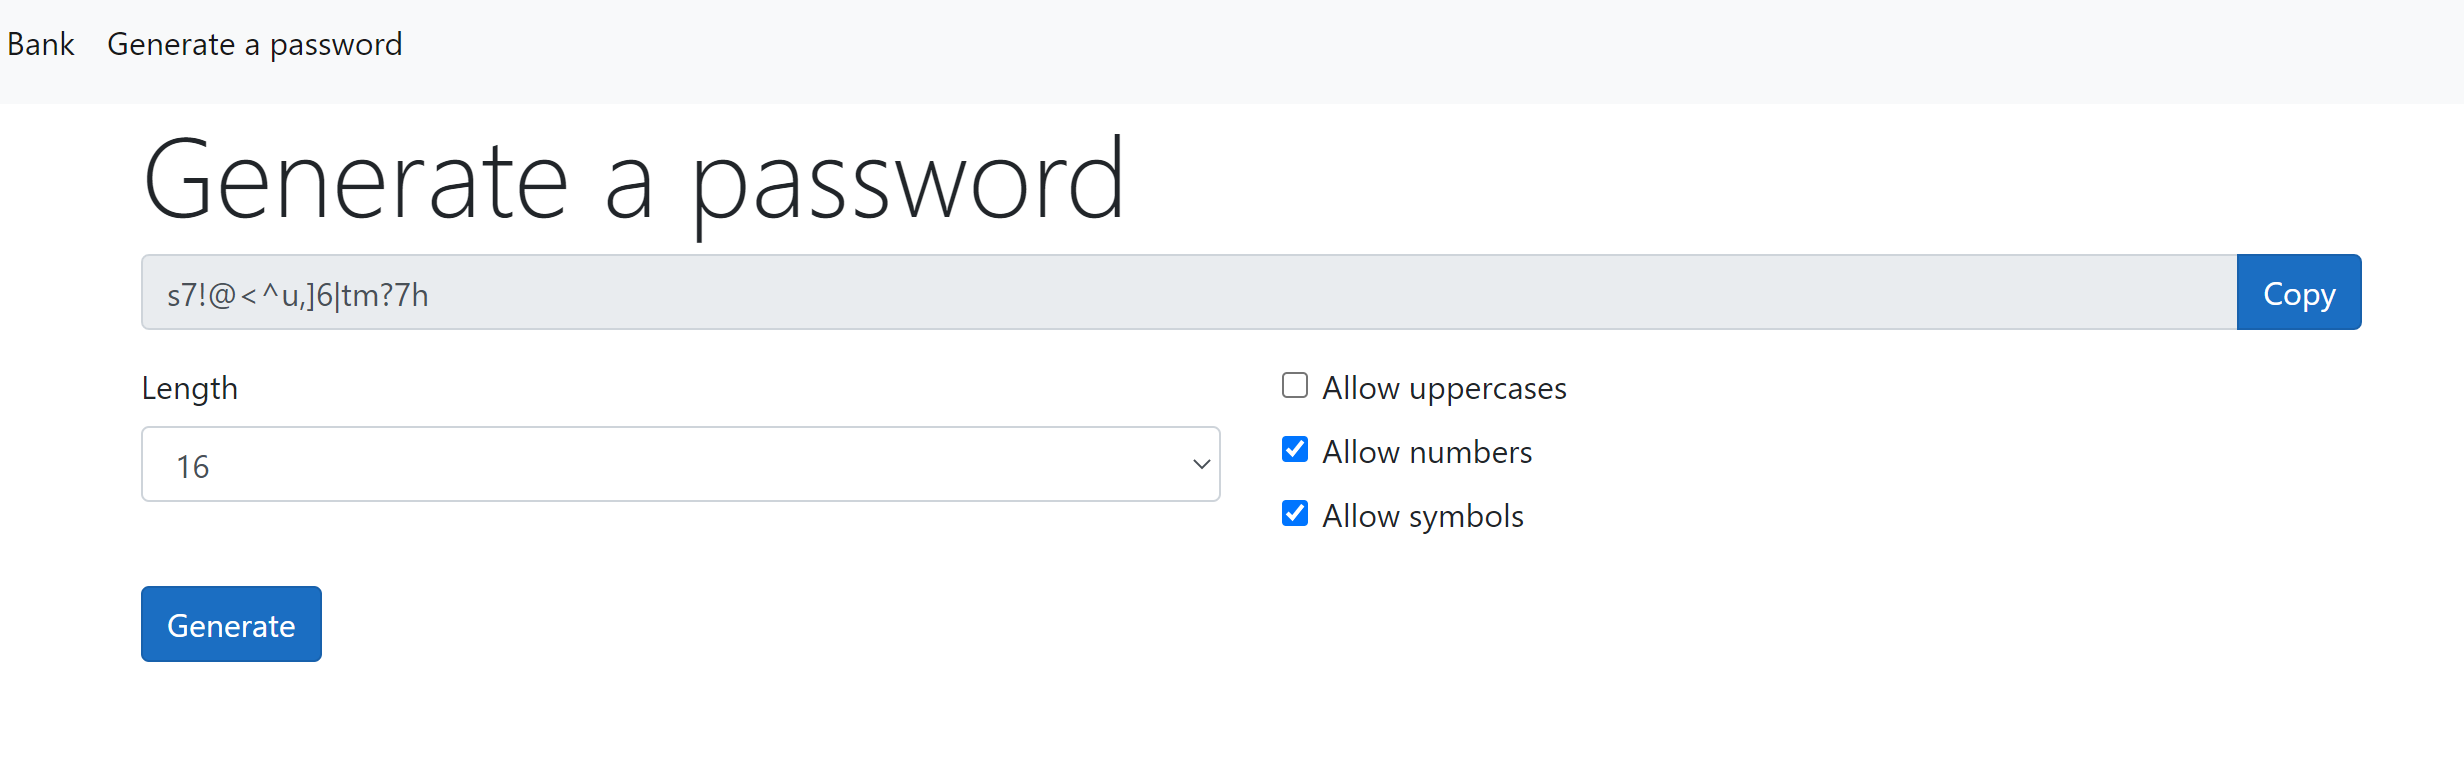 Bank Generate a password
Generate a password
s7!@<^u,]6|tm?7h
Copy
Length
16
Allow uppercases
Allow numbers
Allow symbols
Generate